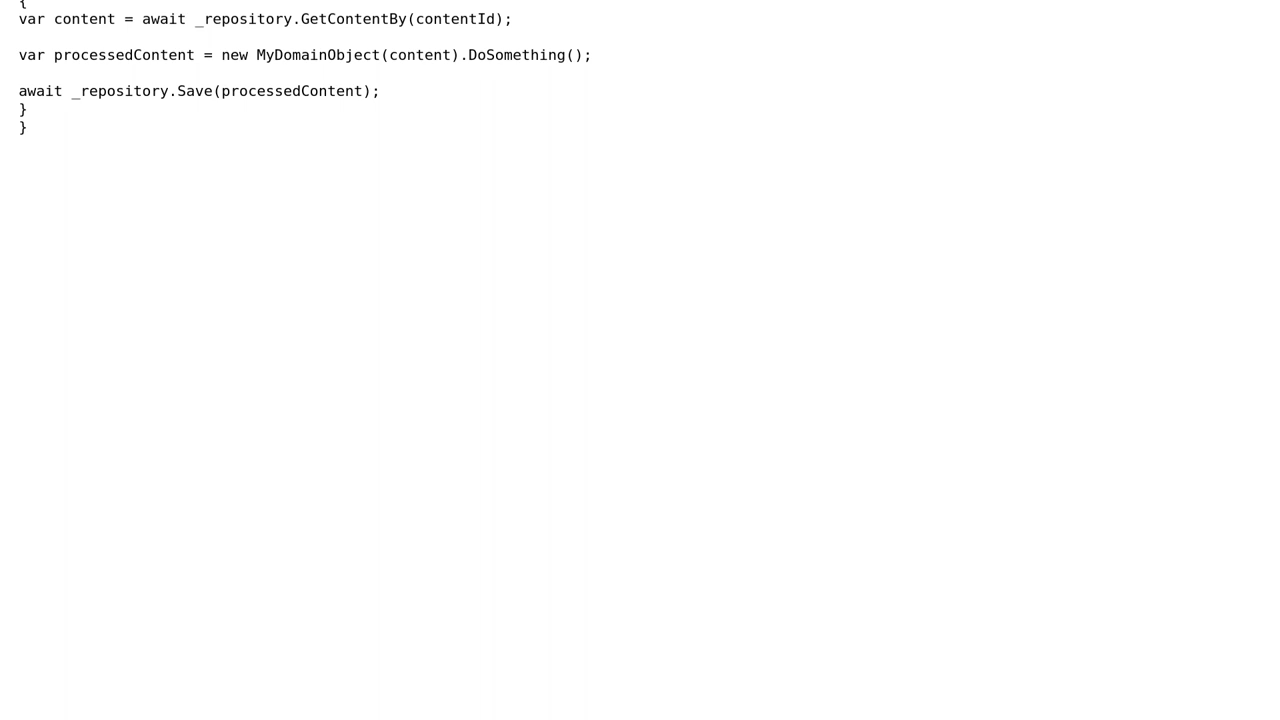 {
var content = await _repository.GetContentBy(contentId);
var processedContent = new MyDomainObject(content).DoSomething();
await _repository.Save(processedContent);
}
}